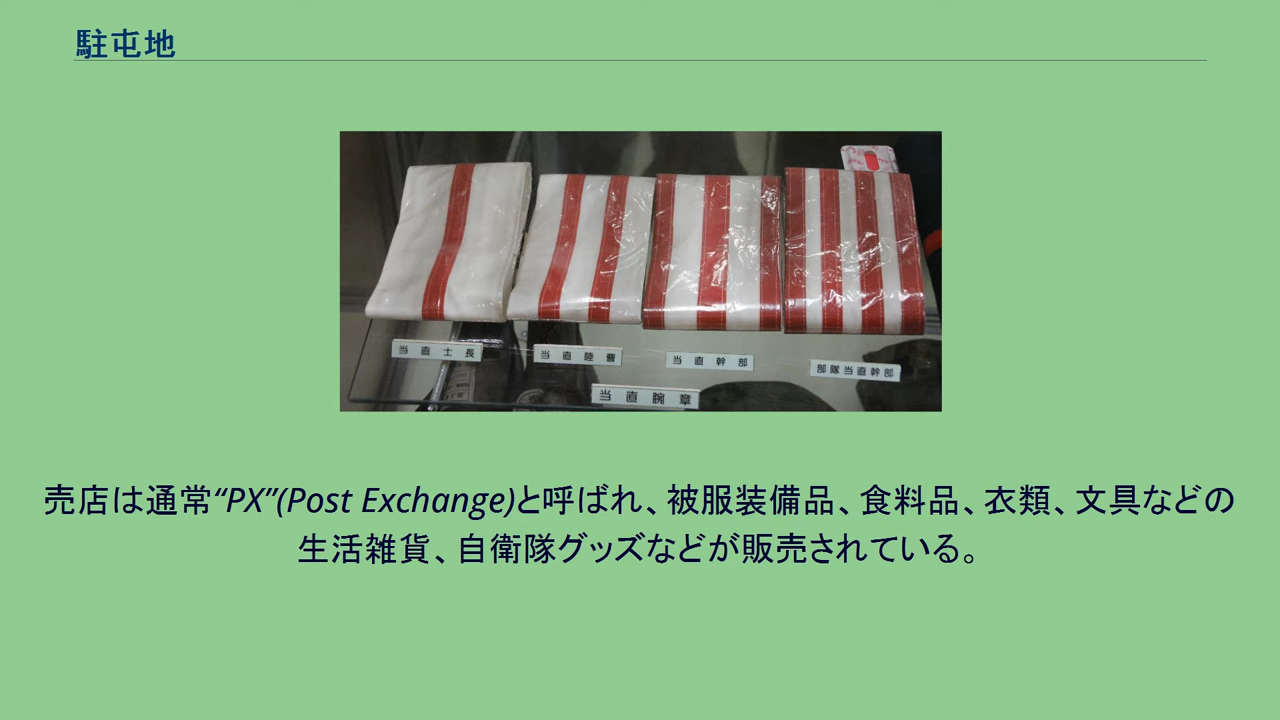 駐屯地
当直士長
当直陸曹
当直幹部
部隊当直幹部
当直腕章
売店は通常“PX”(Post Exchange)と呼ばれ、被服装備品、食料品、衣類、文具などの
生活雑貨、自衛隊グッズなどが販売されている。